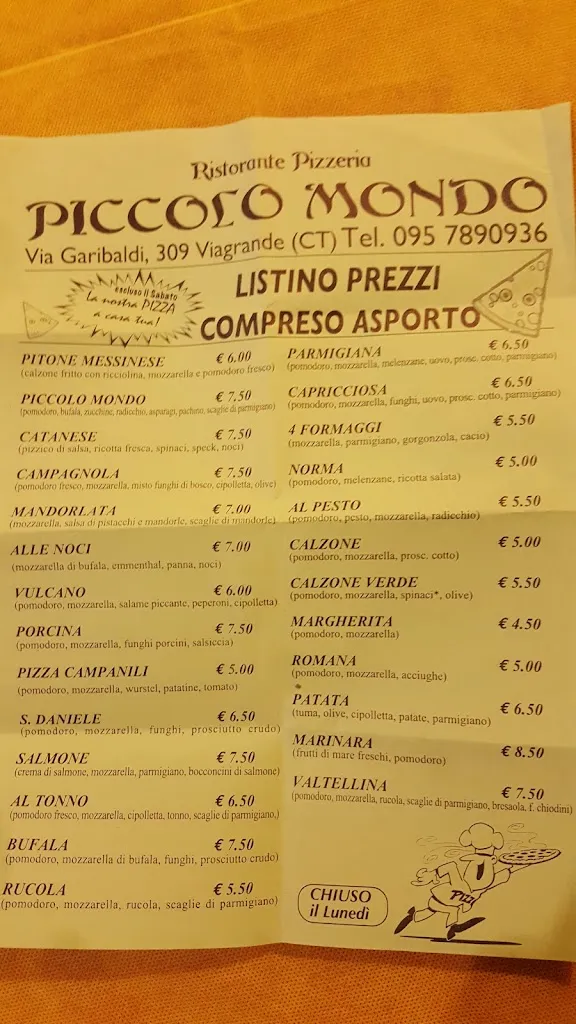 Ristorante Pizzeria
PICCOLO MONDO
Via Garibaldi, 309 Viagrande (CT) Tel. 095 7890936
escluso il Sabato
La nostra PIZZA
a casa tua!
LISTINO PREZZI
COMPRESO ASPORTO
PITONE MESSINESE € 6.00
(calzone fritto con ricciolina, mozzarella e pomodoro fresco)
PICCOLO MONDO € 7.50
(pomodoro, bufala, zucchine, radicchio, asparagi, pachino, scaglie di parmigiano)
CATANESE € 7.50
(pizzico di salsa, ricotta fresca, spinaci, speck, noci)
CAMPAGNOLA € 7.50
(pomodoro fresco, mozzarella, misto funghi di bosco, cipolletta, olive)
MANDORLATA € 7.00
(mozzarella, salsa di pistacchi e mandorle, scaglie di mandorle)
ALLE NOCI € 7.00
(mozzarella di bufala, emmenthal, panna, noci)
VULCANO € 6.00
(pomodoro, mozzarella, salame piccante, peperoni, cipolletta)
PORCINA € 7.50
(pomodoro, mozzarella, funghi porcini, salsiccia)
PIZZA CAMPANILI € 5.00
(pomodoro, mozzarella, wurstel, patatine, tomato)
S. DANIELE € 6.50
(pomodoro, mozzarella, funghi, prosciutto crudo)
SALMONE € 7.50
(crema di salmone, mozzarella, parmigiano, bocconcini di salmone)
AL TONNO € 6.50
(pomodoro fresco, mozzarella, cipolletta, tonno, scaglie di parmigiano,)
BUFALA € 7.50
(pomodoro, mozzarella di bufala, funghi, prosciutto crudo)
RUCOLA € 5.50
(pomodoro, mozzarella, rucola, scaglie di parmigiano)
PARMIGIANA € 6.50
(pomodoro, mozzarella, melenzane, uovo, prosc. cotto, parmigiano)
CAPRICCIOSA € 6.50
(pomodoro, mozzarella, funghi, uovo, prosc. cotto, parmigiano)
4 FORMAGGI € 5.50
(mozzarella, parmigiano, gorgonzola, cacio)
NORMA € 5.00
(pomodoro, melenzane, ricotta salata)
AL PESTO € 5.50
(pomodoro, pesto, mozzarella, radicchio)
CALZONE € 5.00
(pomodoro, mozzarella, prosc. cotto)
CALZONE VERDE € 5.50
(pomodoro, mozzarella, spinaci*, olive)
MARGHERITA € 4.50
(pomodoro, mozzarella)
ROMANA € 5.00
(pomodoro, mozzarella, acciughe)
PATATA € 6.50
(tuma, olive, cipolletta, patate, parmigiano)
MARINARA € 8.50
(frutti di mare freschi, pomodoro)
VALTELLINA € 7.50
(pomodoro, mozzarella, rucola, scaglie di parmigiano, bresaola, f. chiodini)
CHIUSO
il Lunedì